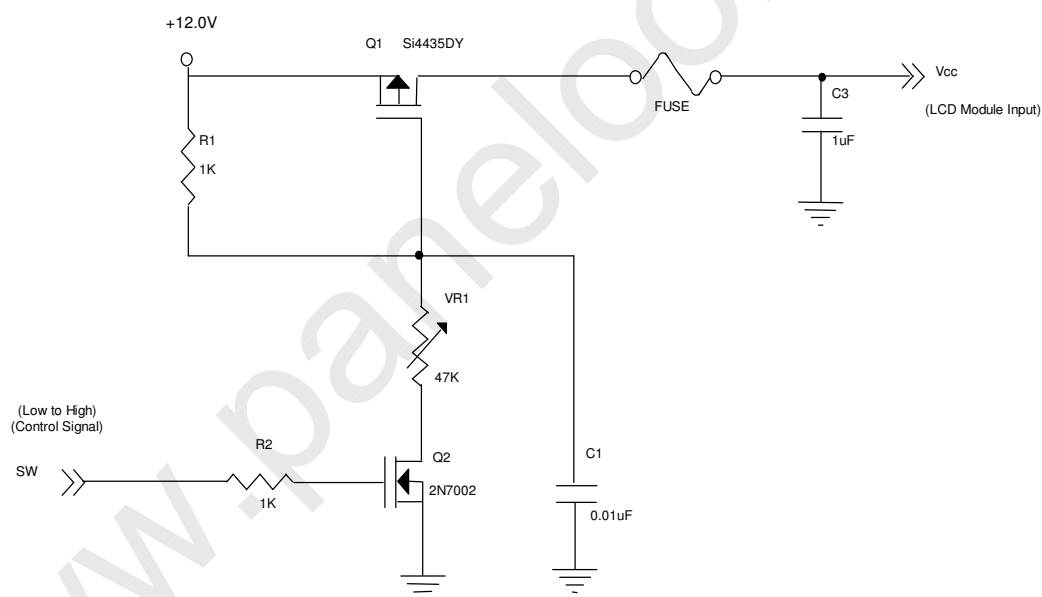 +12.0V
Q1 Si4435DY
Vcc
(LCD Module Input)
FUSE
C3
1uF
R1
1K
VR1
47K
(Low to High)
(Control Signal)
SW
R2
1K
Q2
2N7002
C1
0.01uF
w.paneloo